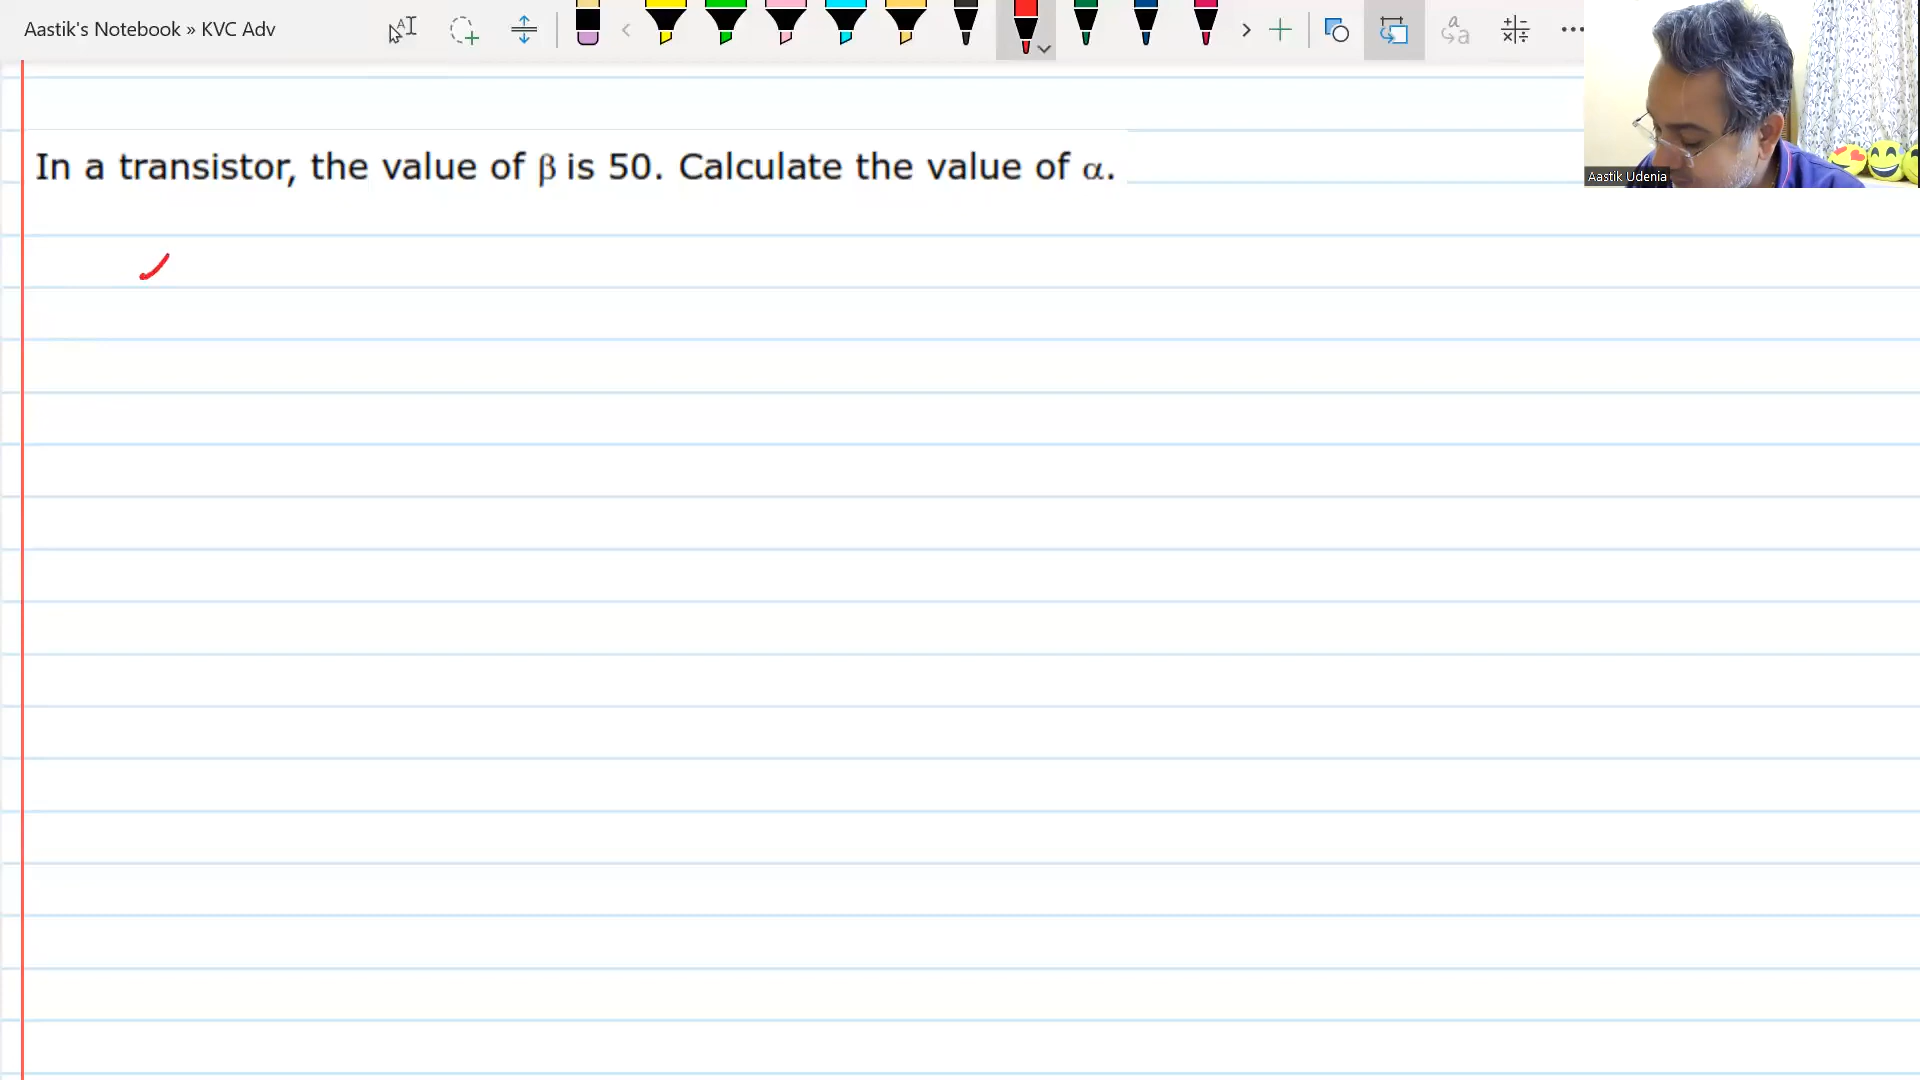 Aastik's Notebook » KVC Adv
In a transistor, the value of β is 50. Calculate the value of α.
Aastik Udenia